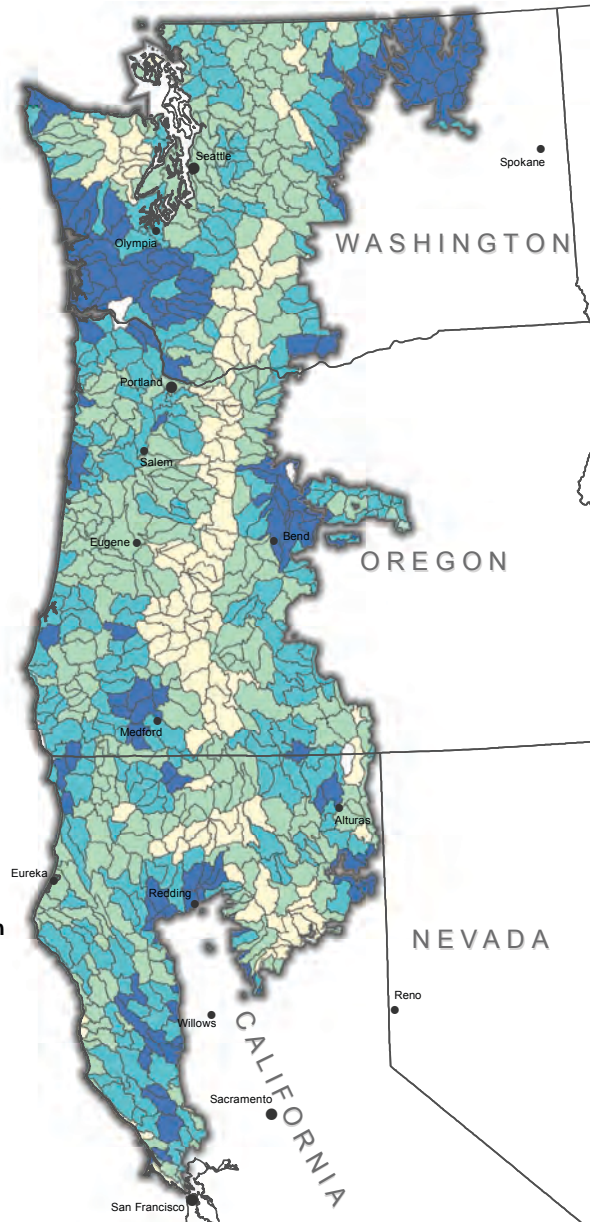 Seattle
Spokane
Olympia
WASHINGTON
Portland
Salem
Eugene
Bend
OREGON
Medford
Alturas
Eureka
Redding
n
NEVADA
Reno
Willows
CALIFORNIA
Sacramento
San Francisco